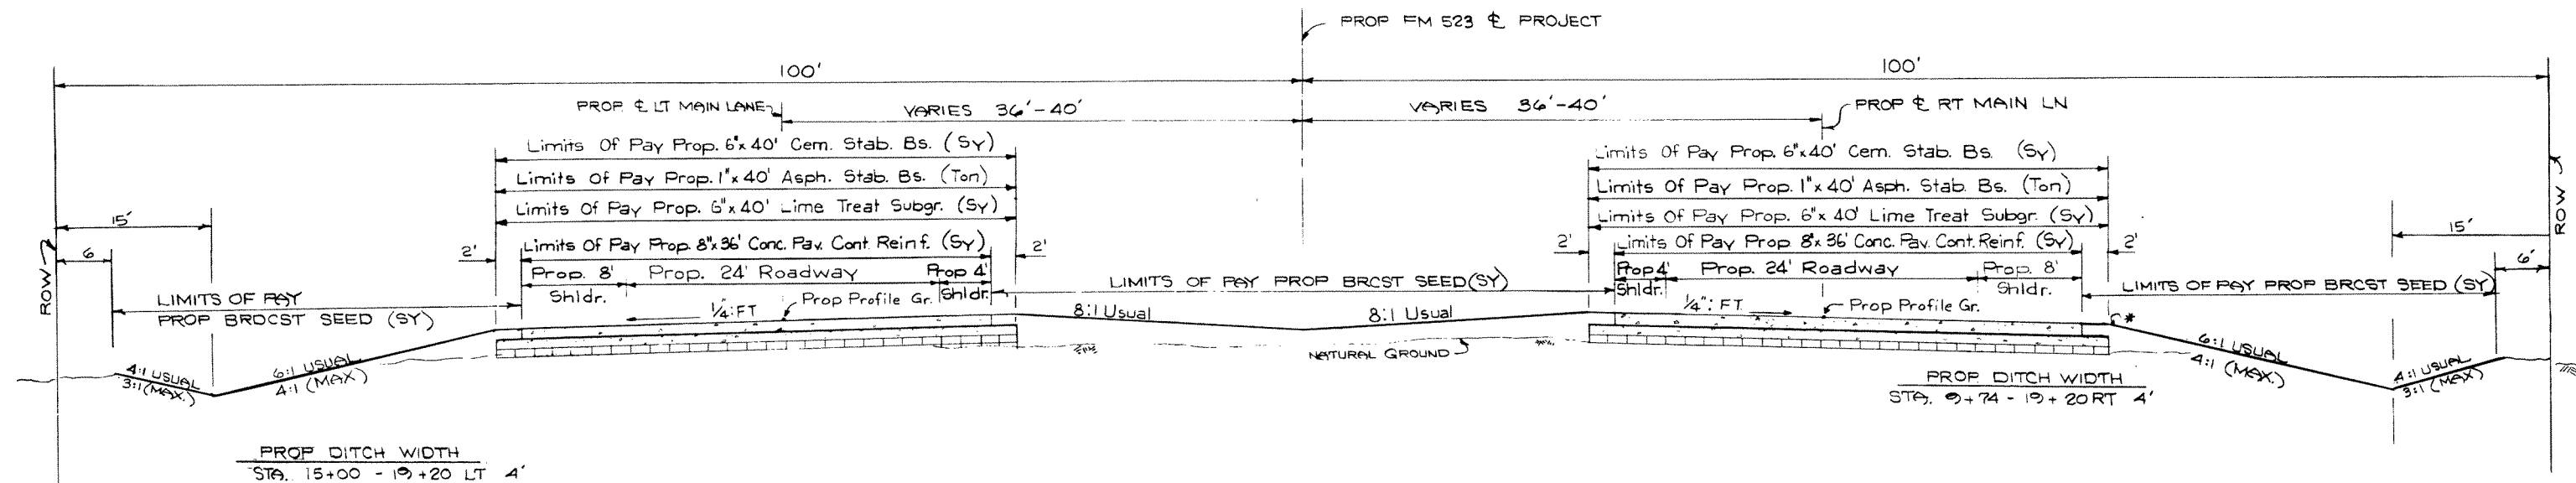 PROP FM 523 ℄ PROJECT
100'
100'
PROP. ℄ LT MAIN LANE
VARIES 36'-40'
VARIES 36'-40'
PROP ℄ RT MAIN LN
Limits Of Pay Prop. 6"x 40' Cem. Stab. Bs. (Sy)
Limits Of Pay Prop. 6"x 40' Cem. Stab. Bs. (Sy)
Limits Of Pay Prop. 1"x 40' Asph. Stab. Bs. (Ton)
Limits Of Pay Prop. 1"x 40' Asph. Stab. Bs. (Ton)
Limits Of Pay Prop. 6"x 40' Lime Treat Subgr. (Sy)
Limits Of Pay Prop. 6"x 40' Lime Treat Subgr. (Sy)
15'
15'
ROW
ROW
6
6'
2'
Limits Of Pay Prop. 8"x 36' Conc. Pav. Cont. Reinf. (Sy)
2'
2'
Limits Of Pay Prop 8"x 36' Conc. Pav. Cont. Reinf. (Sy)
2'
Prop. 8'
Shldr.
Prop. 24' Roadway
Prop 4'
Shldr.
Prop 4'
Shldr.
Prop. 24' Roadway
Prop. 8'
Shldr.
LIMITS OF PAY
PROP BRDCST SEED (SY)
LIMITS OF PAY PROP BRCST SEED(SY)
LIMITS OF PAY PROP BRCST SEED (SY)
1/4":FT
Prop Profile Gr.
1/4":FT
Prop Profile Gr.
8:1 Usual
8:1 Usual
*
NATURAL GROUND
4:1 USUAL
3:1 (MAX.)
6:1 USUAL
4:1 (MAX)
6:1 USUAL
4:1 (MAX.)
4:1 USUAL
3:1 (MAX)
PROP. DITCH WIDTH
STA. 9+74 - 19+20 RT 4'
PROP DITCH WIDTH
STA. 15+00 - 19+20 LT 4'